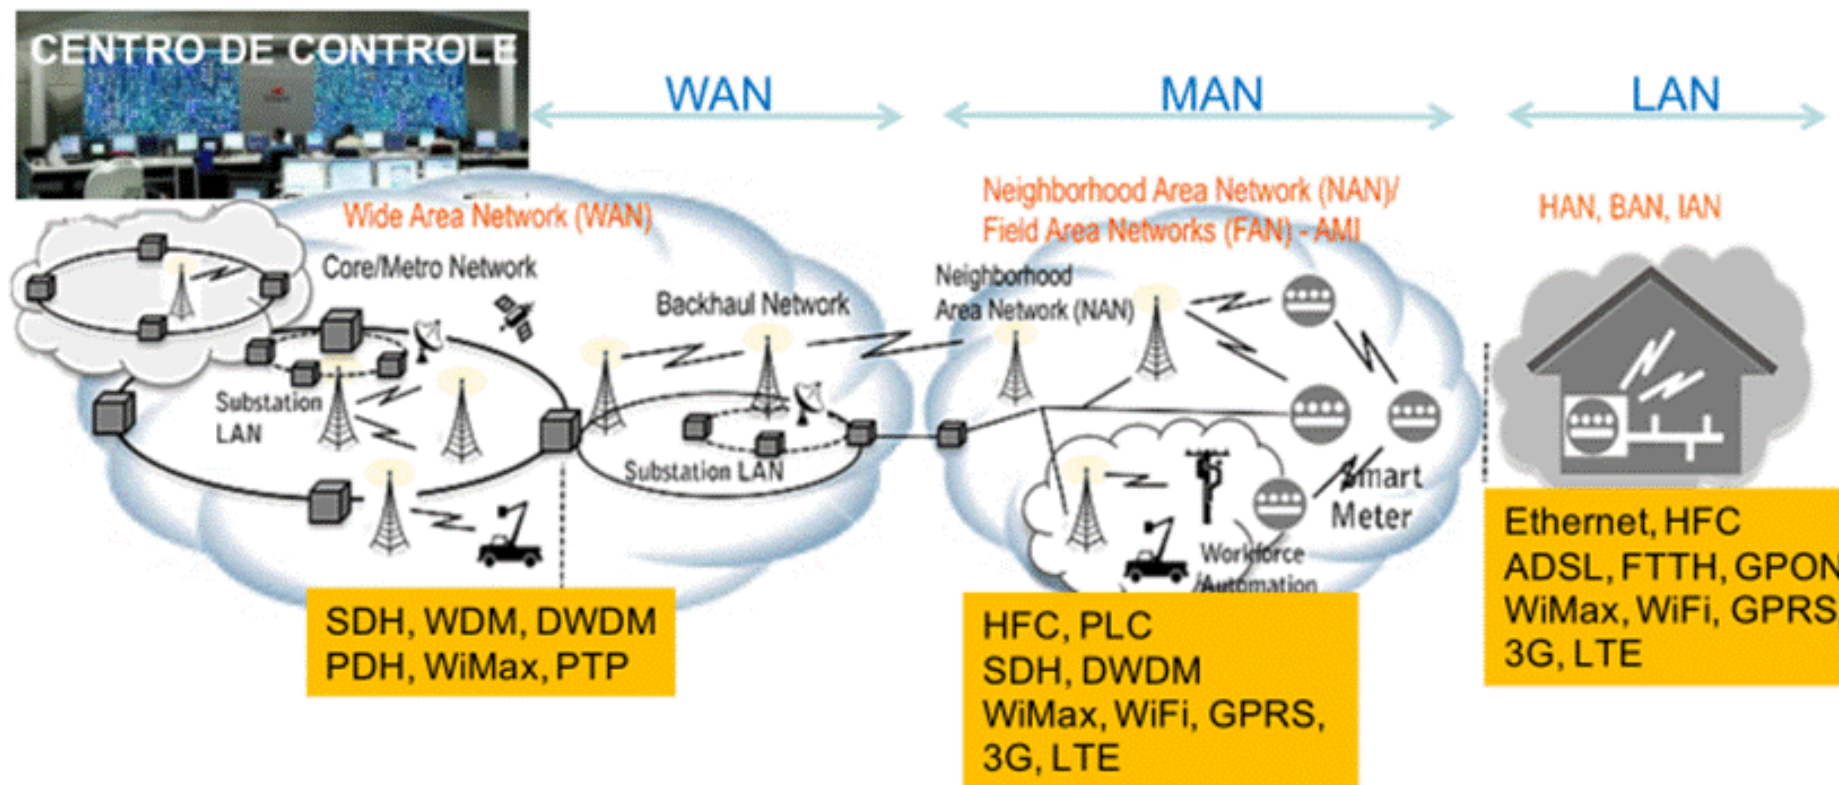 CENTRO DE CONTROLE
WAN
MAN
LAN
Wide Area Network (WAN)
Neighborhood Area Network (NAN)/
Field Area Networks (FAN) - AMI
HAN, BAN, IAN
Core/Metro Network
Backhaul Network
Neighborhood
Area Network (NAN)
Substation
LAN
Substation LAN
Smart
Meter
Workforce
Automation
SDH, WDM, DWDM
PDH, WiMax, PTP
HFC, PLC
SDH, DWDM
WiMax, WiFi, GPRS,
3G, LTE
Ethernet, HFC
ADSL, FTTH, GPON
WiMax, WiFi, GPRS
3G, LTE